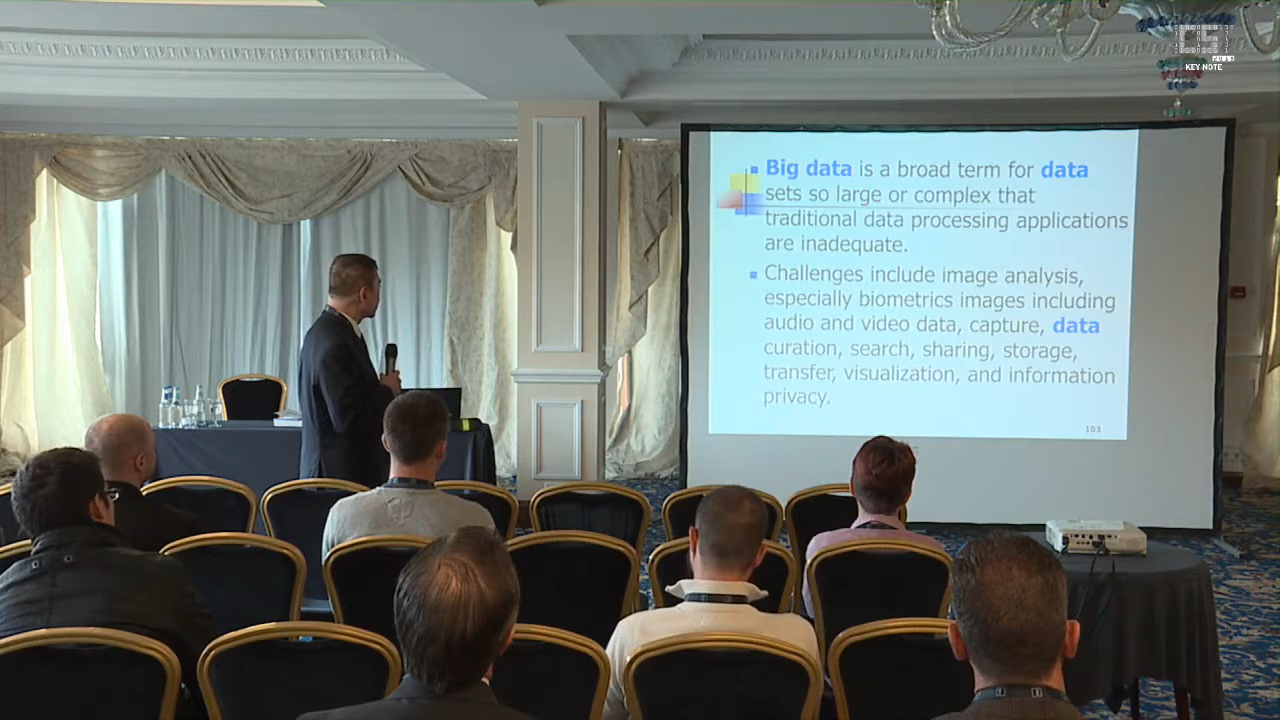 KEY NOTE
Big data is a broad term for data
sets so large or complex that
traditional data processing applications
are inadequate.
Challenges include image analysis,
especially biometrics images including
audio and video data, capture, data
curation, search, sharing, storage,
transfer, visualization, and information
privacy.
103